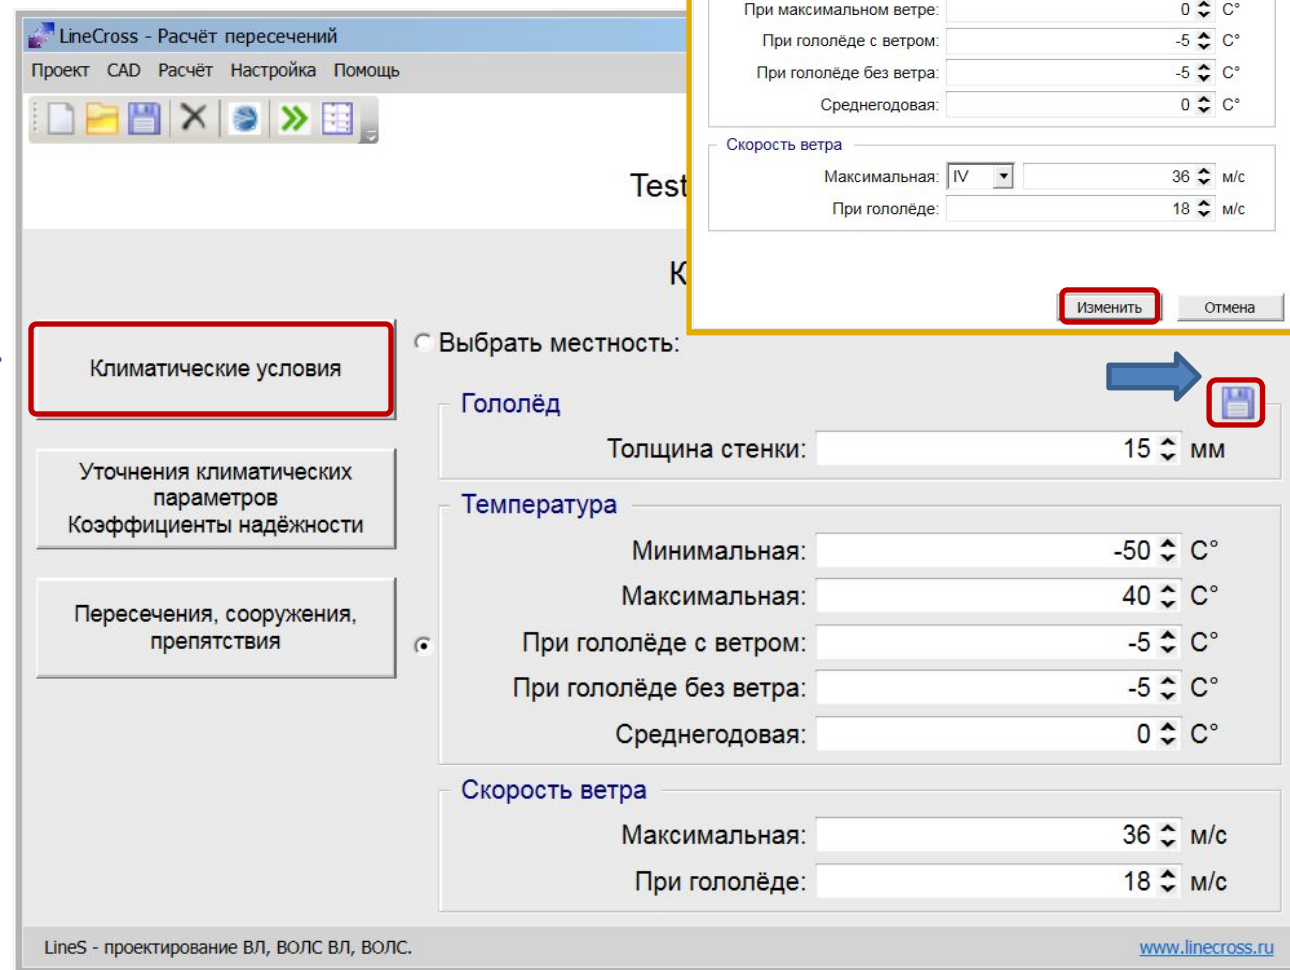 При максимальном ветре: 0 C°
При гололёде с ветром: -5 C°
При гололёде без ветра: -5 C°
Среднегодовая: 0 C°
Скорость ветра
Максимальная: IV 36 м/с
При гололёде: 18 м/с
Изменить Отмена
LineCross - Расчёт пересечений
Проект CAD Расчёт Настройка Помощь
Test
К
Климатические условия
Уточнения климатических
параметров
Коэффициенты надёжности
Пересечения, сооружения,
препятствия
Выбрать местность:
Гололёд
Толщина стенки: 15 мм
Температура
Минимальная: -50 C°
Максимальная: 40 C°
При гололёде с ветром: -5 C°
При гололёде без ветра: -5 C°
Среднегодовая: 0 C°
Скорость ветра
Максимальная: 36 м/с
При гололёде: 18 м/с
LineS - проектирование ВЛ, ВОЛС ВЛ, ВОЛС. www.linecross.ru